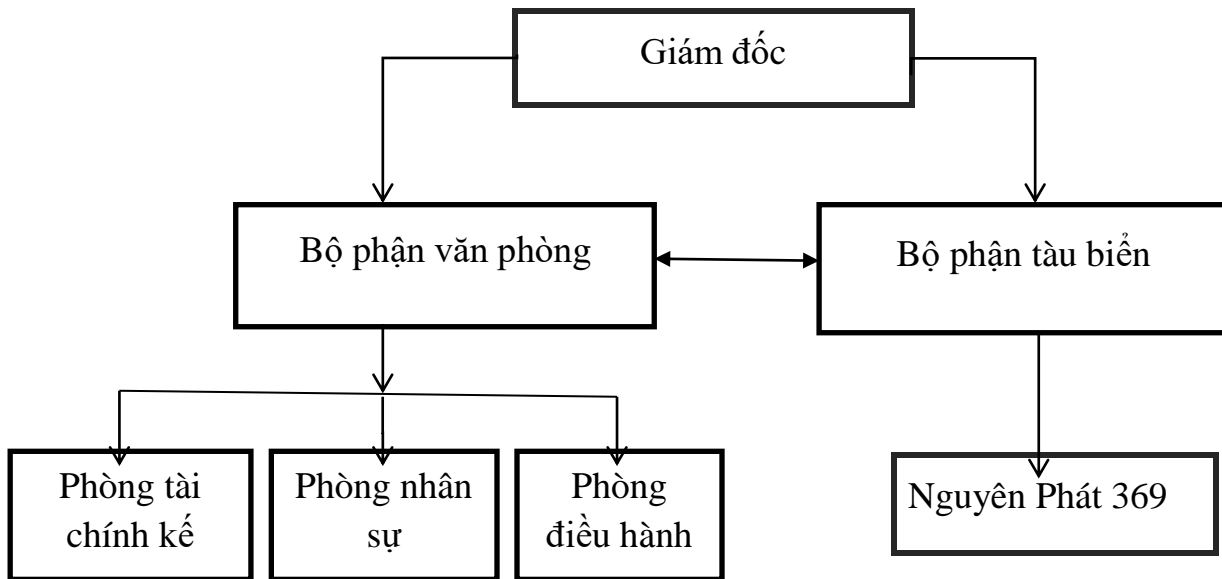 Giám đốc
Bộ phận văn phòng
Bộ phận tàu biển
Phòng tài
chính kế
Phòng nhân
sự
Phòng
điều hành
Nguyên Phát 369